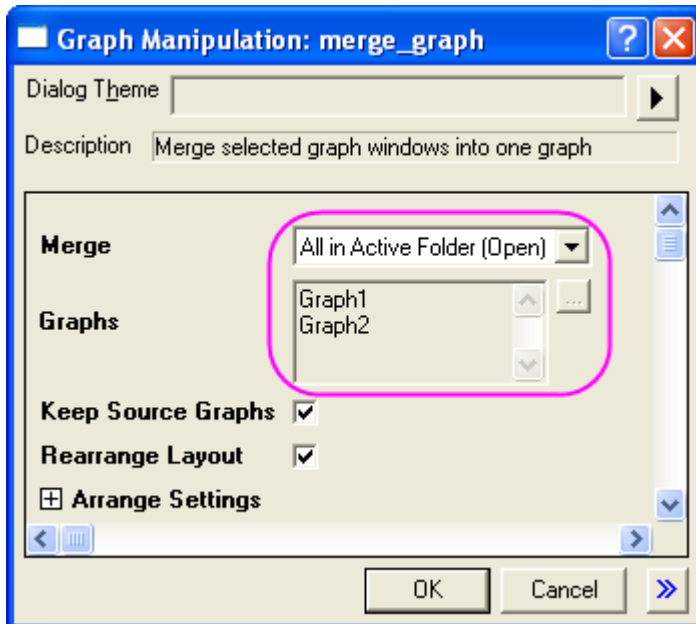 Graph Manipulation: merge_graph
Dialog Theme
Description Merge selected graph windows into one graph
Merge All in Active Folder (Open)
Graphs
Graph1
Graph2
...
Keep Source Graphs
Rearrange Layout
Arrange Settings
OK Cancel